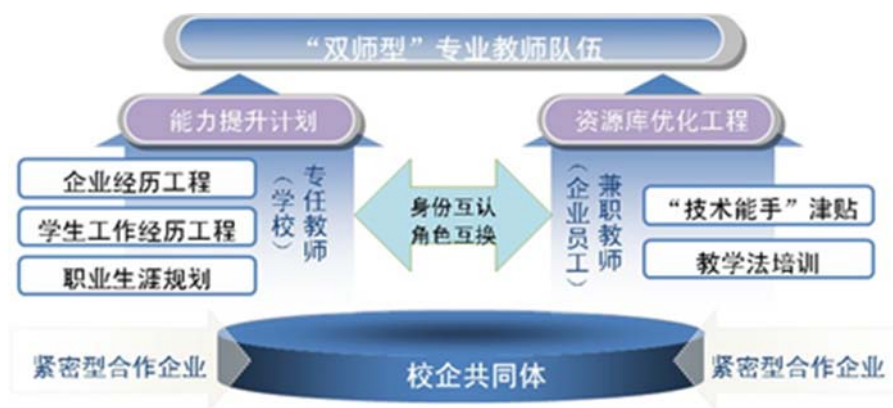 “双师型”专业教师队伍
能力提升计划
资源库优化工程
企业经历工程
学生工作经历工程
职业生涯规划
专任教师
（学校）
身份互认
角色互换
兼职教师
（企业员工）
“技术能手”津贴
教学法培训
紧密型合作企业
校企共同体
紧密型合作企业